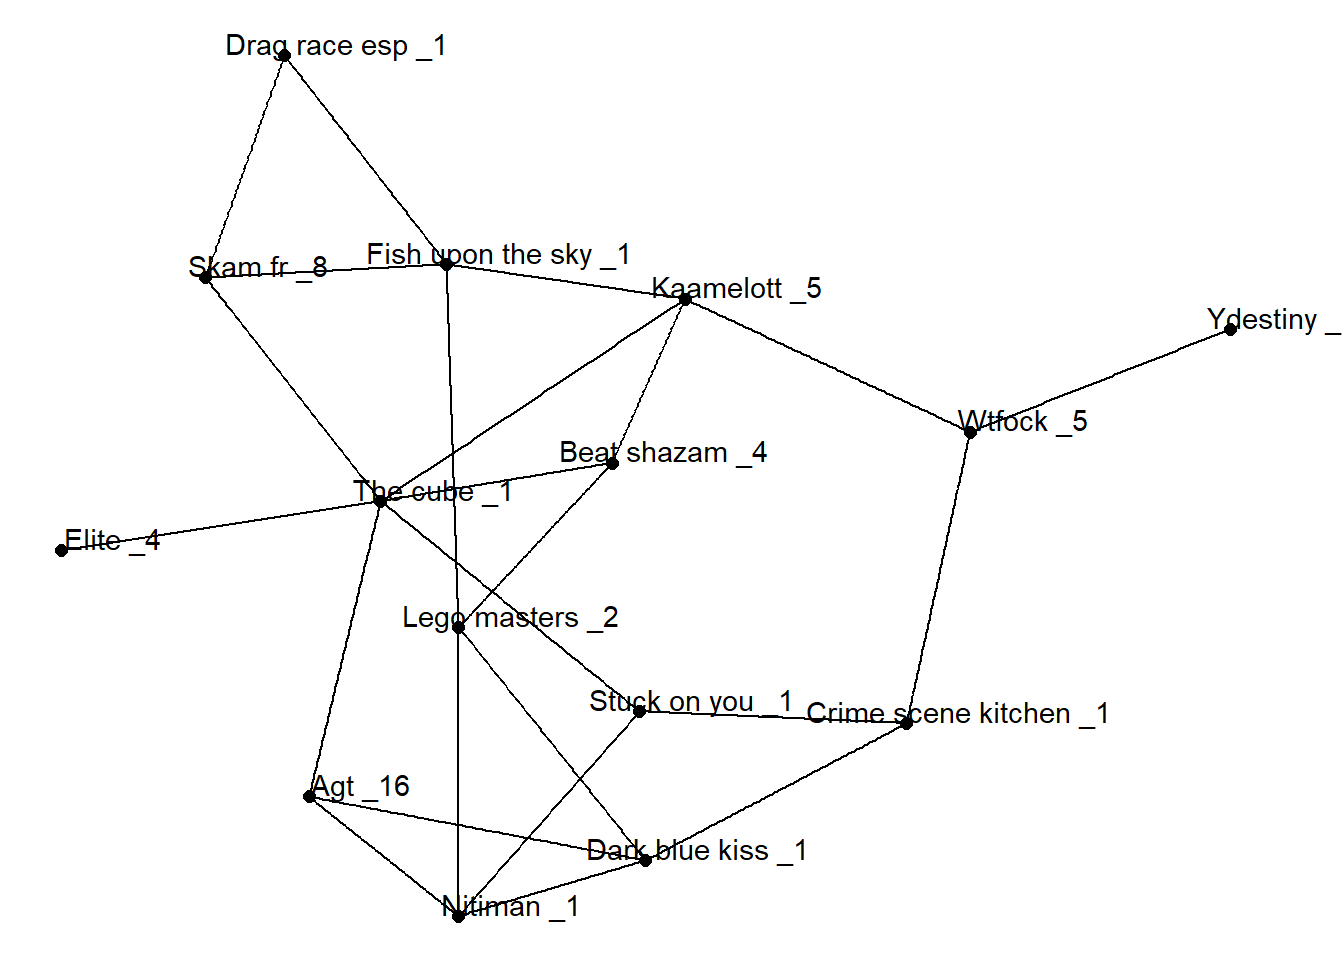 Drag race esp _1
Fish upon the sky _1
Skam fr _8
Kaamelott _5
Ydestiny _
Wtfock _5
Beat shazam _4
The cube _1
Elite _4
Lego masters _2
Stuck on you _1
Crime scene kitchen _1
Agt _16
Dark blue kiss _1
Nitiman _1